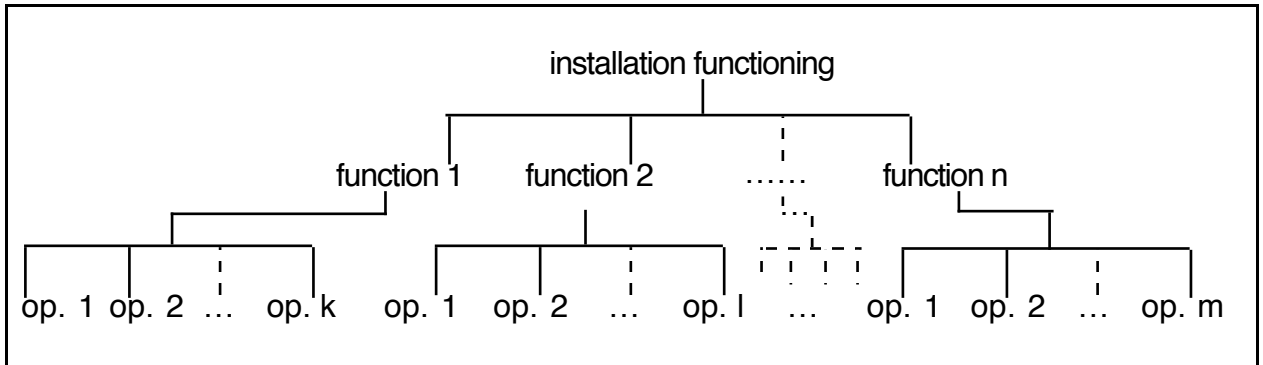 installation functioning
function 1 function 2 ...... function n
op. 1 op. 2 ... op. k op. 1 op. 2 ... op. l ... op. 1 op. 2 ... op. m